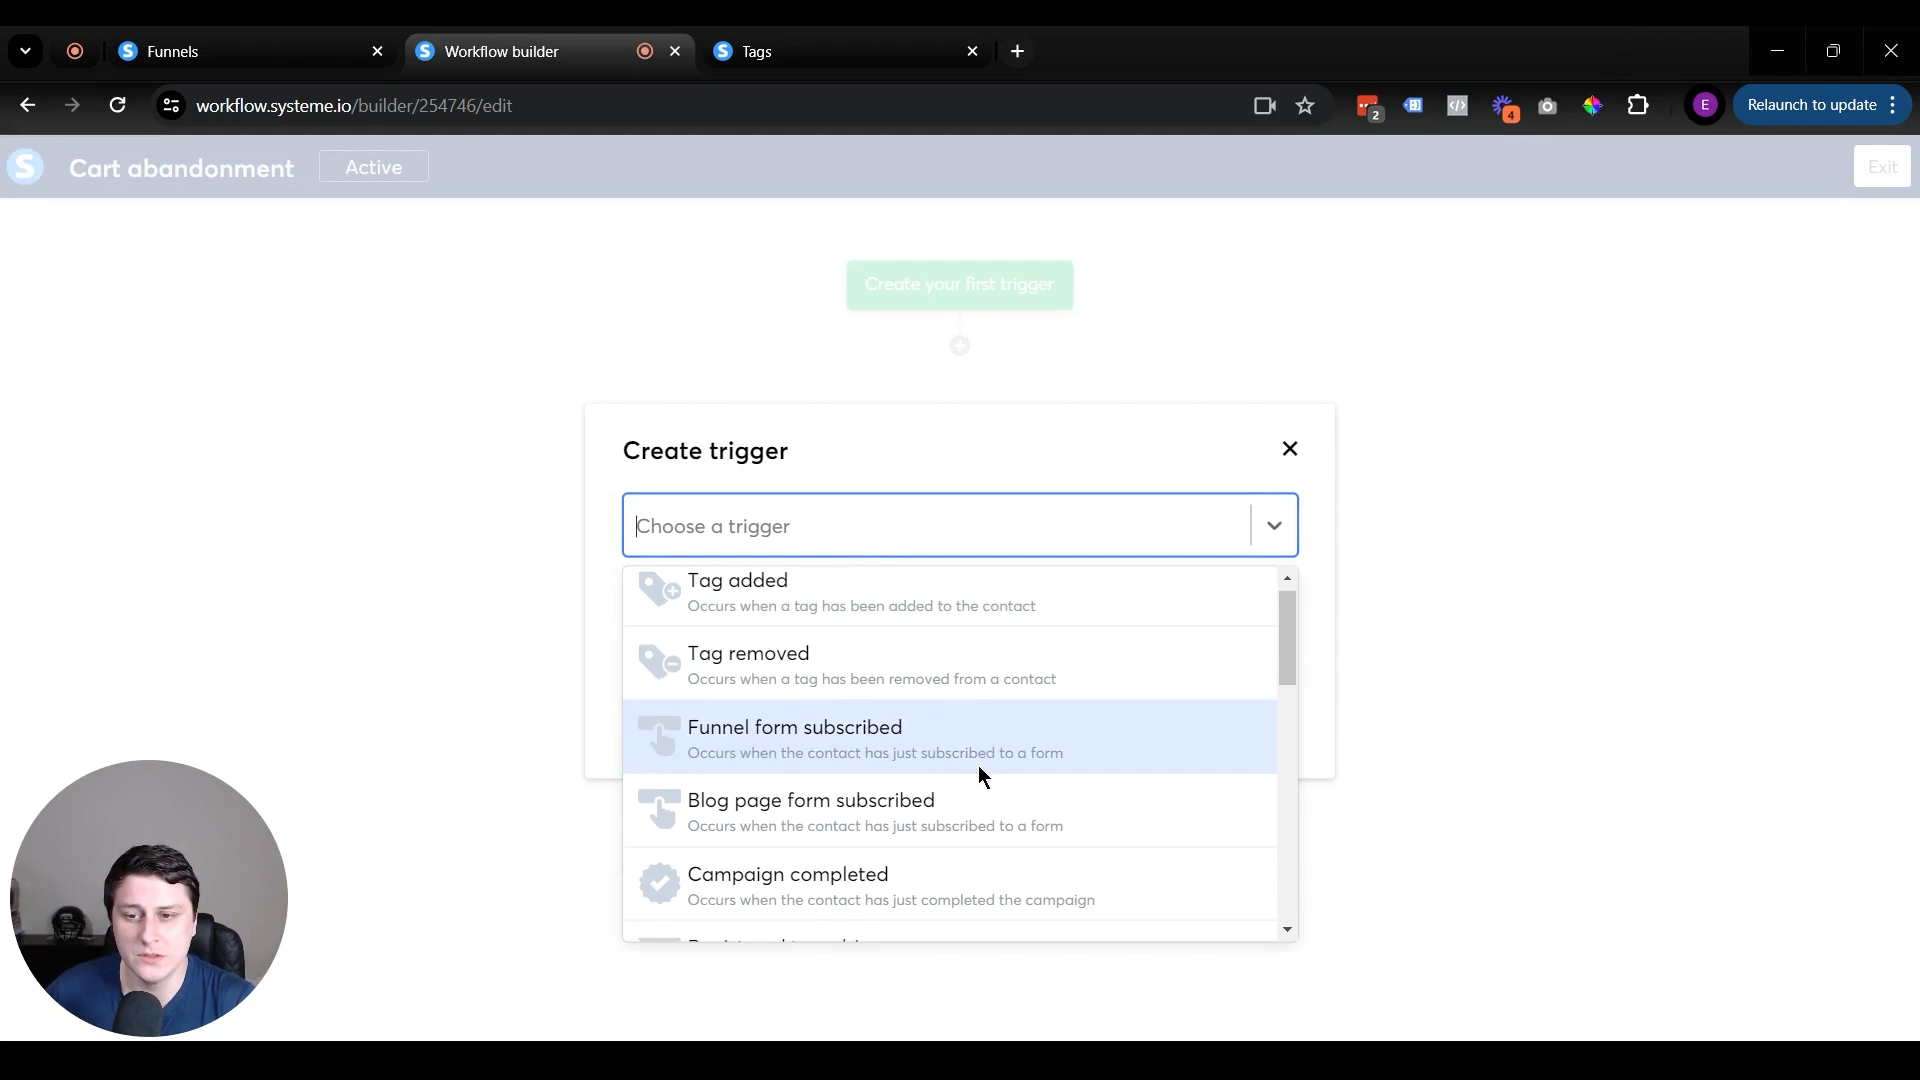 Funnels
Workflow builder
Tags
workflow.systeme.io/builder/254746/edit
2
4
E
Relaunch to update
S
Cart abandonment
Active
Exit
Create your first trigger
Create trigger
Choose a trigger
Tag added
Occurs when a tag has been added to the contact
Tag removed
Occurs when a tag has been removed from a contact
Funnel form subscribed
Occurs when the contact has just subscribed to a form
Blog page form subscribed
Occurs when the contact has just subscribed to a form
Campaign completed
Occurs when the contact has just completed the campaign